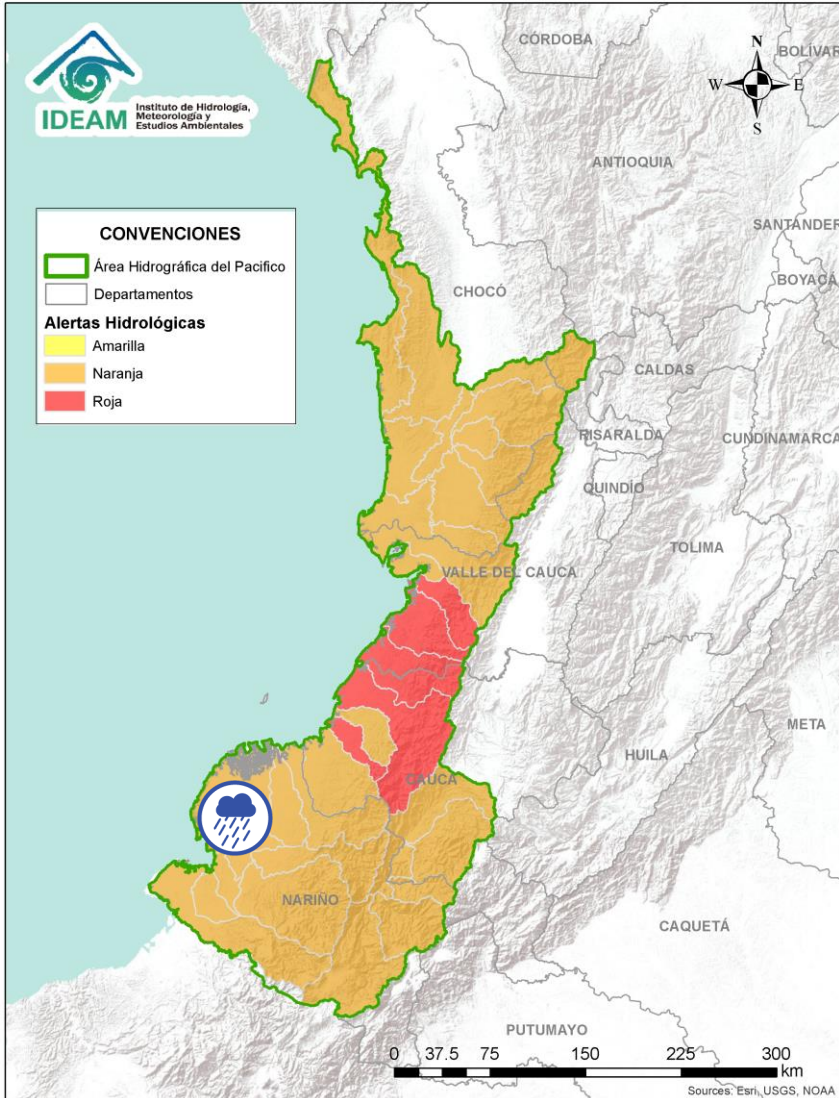 IDEAM
Instituto de Hidrología,
Meteorología y
Estudios Ambientales
N
W
E
S
CÓRDOBA
BOLÍVAR
ANTIOQUIA
SANTANDER
BOYACÁ
CHOCÓ
CALDAS
RISARALDA
CUNDINAMARCA
QUINDÍO
TOLIMA
VALLE DEL CAUCA
META
HUILA
CAUCA
NARIÑO
CAQUETÁ
PUTUMAYO
CONVENCIONES
Área Hidrográfica del Pacifico
Departamentos
Alertas Hidrológicas
Amarilla
Naranja
Roja
0 37.5 75 150 225 300
km
Sources: Esri, USGS, NOAA